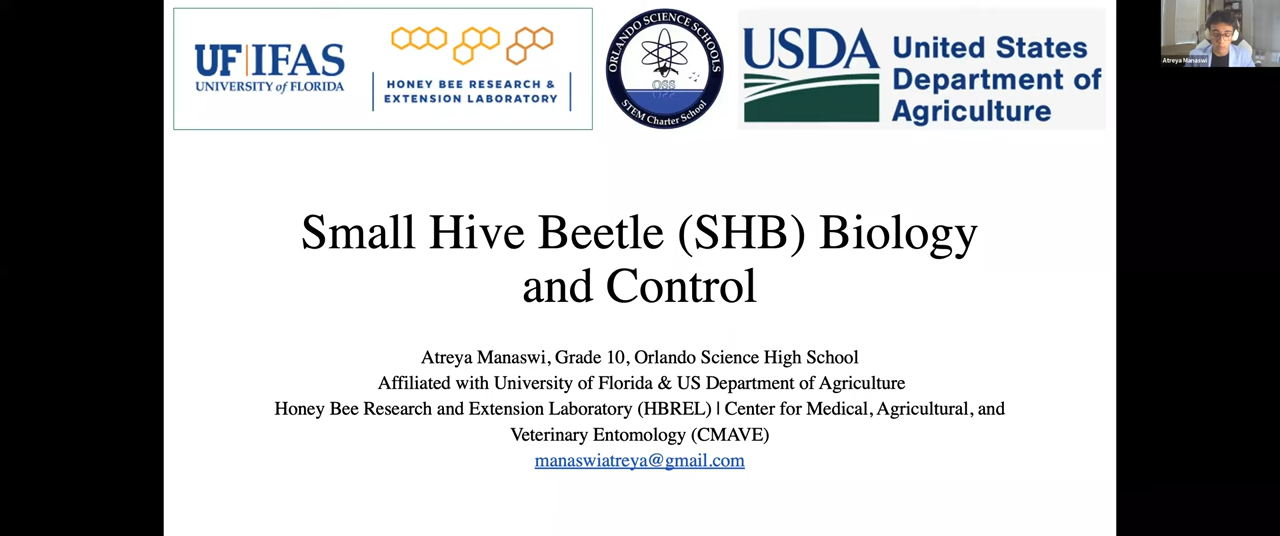 UF|IFAS
UNIVERSITY of FLORIDA
HONEY BEE RESEARCH &
EXTENSION LABORATORY
ORLANDO SCIENCE SCHOOLS
OSS
STEM Charter School
USDA
United States
Department of
Agriculture
Atreya Manaswi
Small Hive Beetle (SHB) Biology
and Control
Atreya Manaswi, Grade 10, Orlando Science High School
Affiliated with University of Florida & US Department of Agriculture
Honey Bee Research and Extension Laboratory (HBREL) | Center for Medical, Agricultural, and
Veterinary Entomology (CMAVE)
manaswiatreya@gmail.com